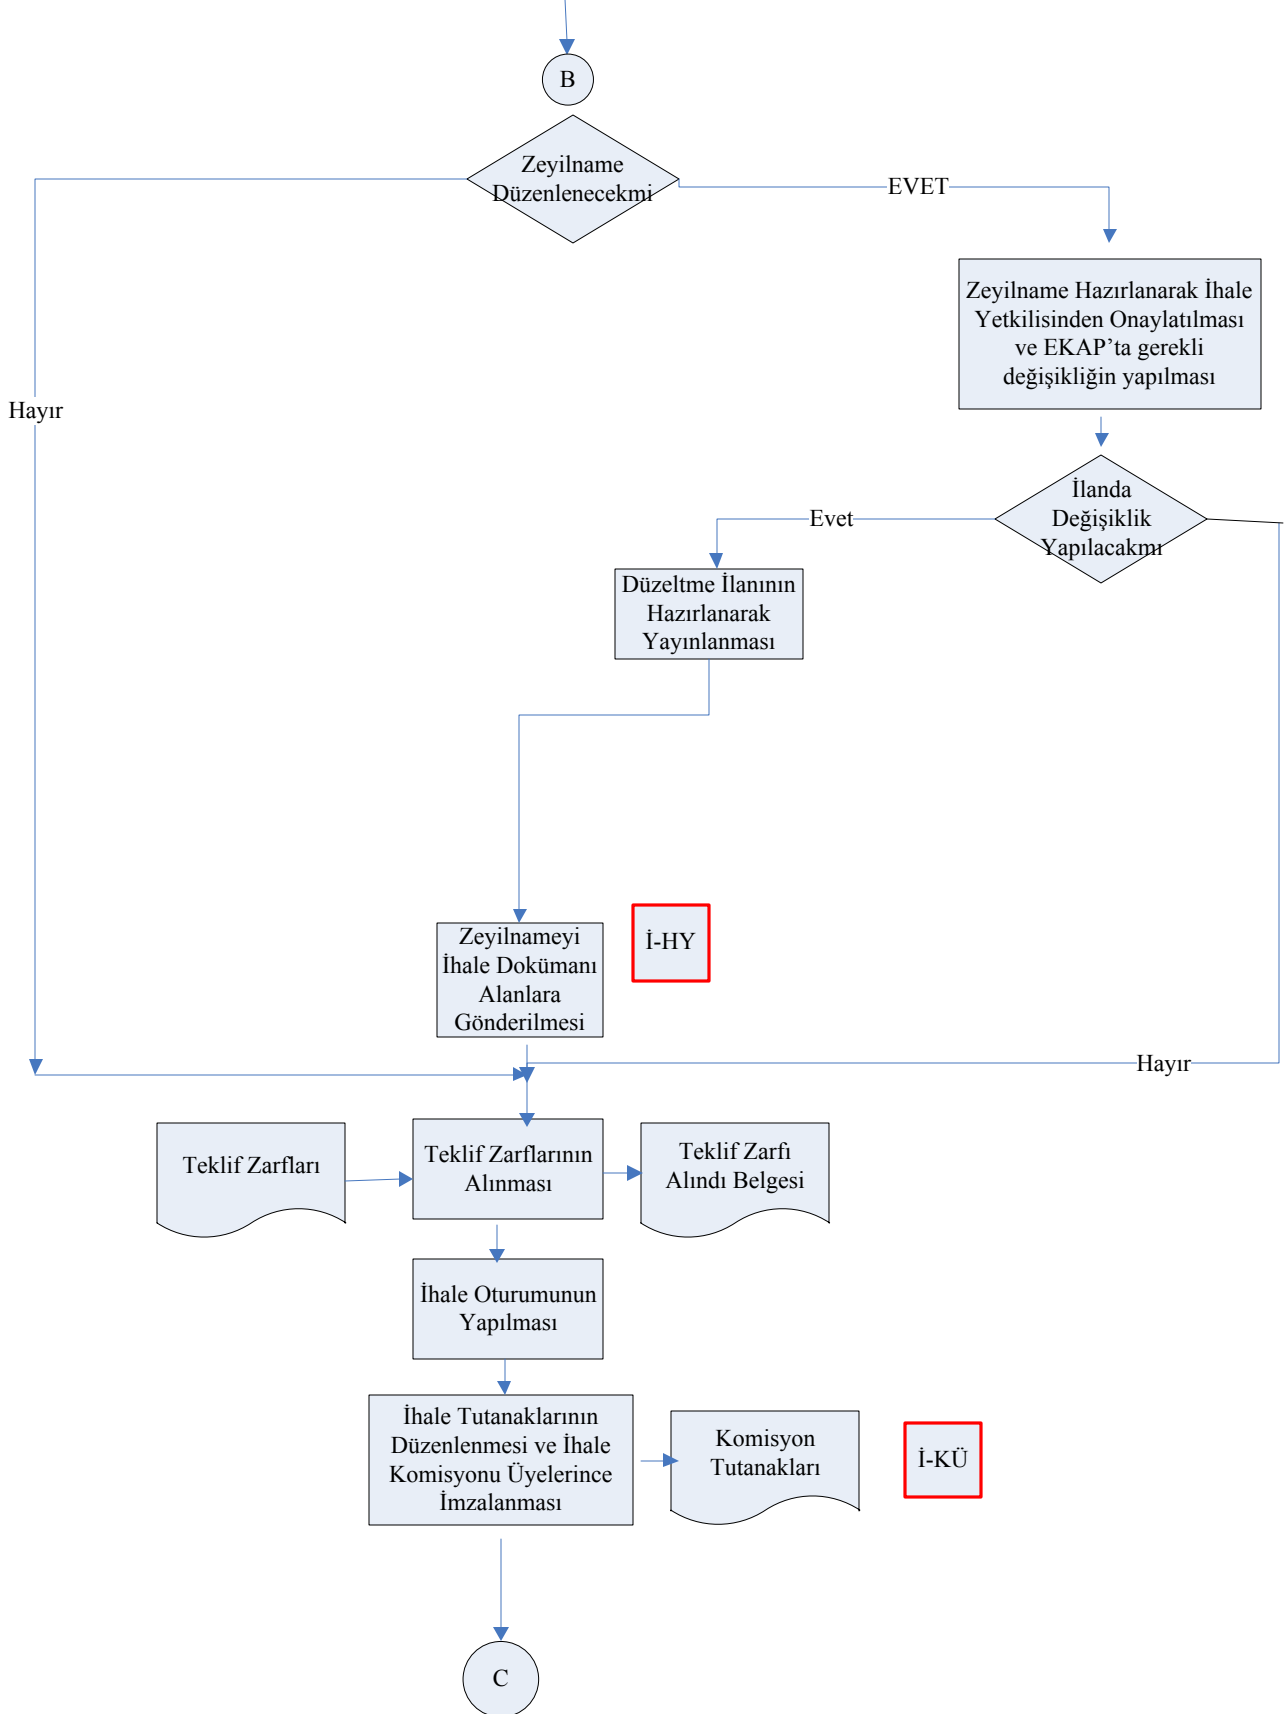 B
Zeyilname
Düzenlenecekmi
EVET
Zeyilname Hazırlanarak İhale
Yetkilisinden Onaylatılması
ve EKAP’ta gerekli
değişikliğin yapılması
Hayır
İlanda
Değişiklik
Yapılacakmı
Evet
Düzeltme İlanının
Hazırlanarak
Yayınlanması
Zeyilnameyi
İhale Dokümanı
Alanlara
Gönderilmesi
İ-HY
Hayır
Teklif Zarfları
Teklif Zarflarının
Alınması
Teklif Zarfı
Alındı Belgesi
İhale Oturumunun
Yapılması
İhale Tutanaklarının
Düzenlenmesi ve İhale
Komisyonu Üyelerince
İmzalanması
Komisyon
Tutanakları
İ-KÜ
C